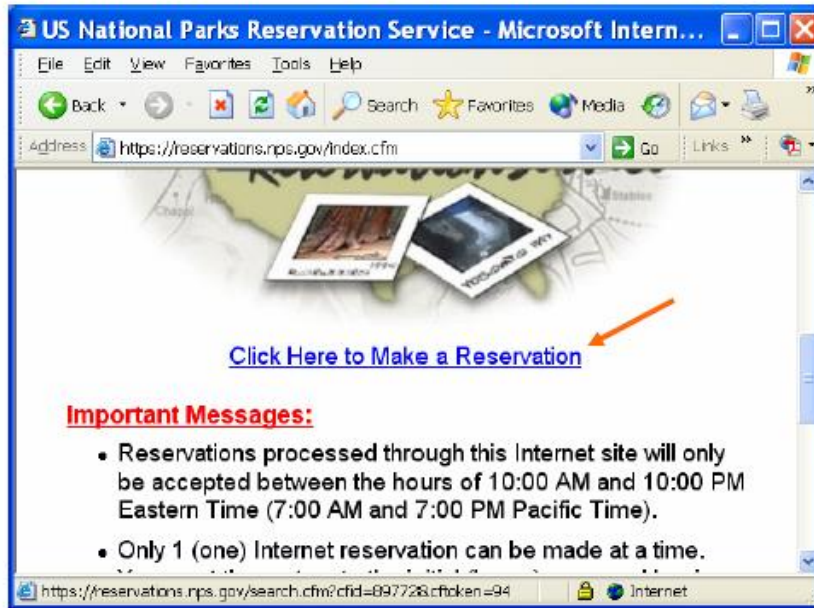 US National Parks Reservation Service - Microsoft Intern...
File Edit View Favorites Tools Help
Back Search Favorites Media
Address https://reservations.nps.gov/index.cfm Go Links
Click Here to Make a Reservation
Important Messages:
• Reservations processed through this Internet site will only
be accepted between the hours of 10:00 AM and 10:00 PM
Eastern Time (7:00 AM and 7:00 PM Pacific Time).
• Only 1 (one) Internet reservation can be made at a time.
https://reservations.nps.gov/search.cfm?cfid=89772&cftoken=94 Internet